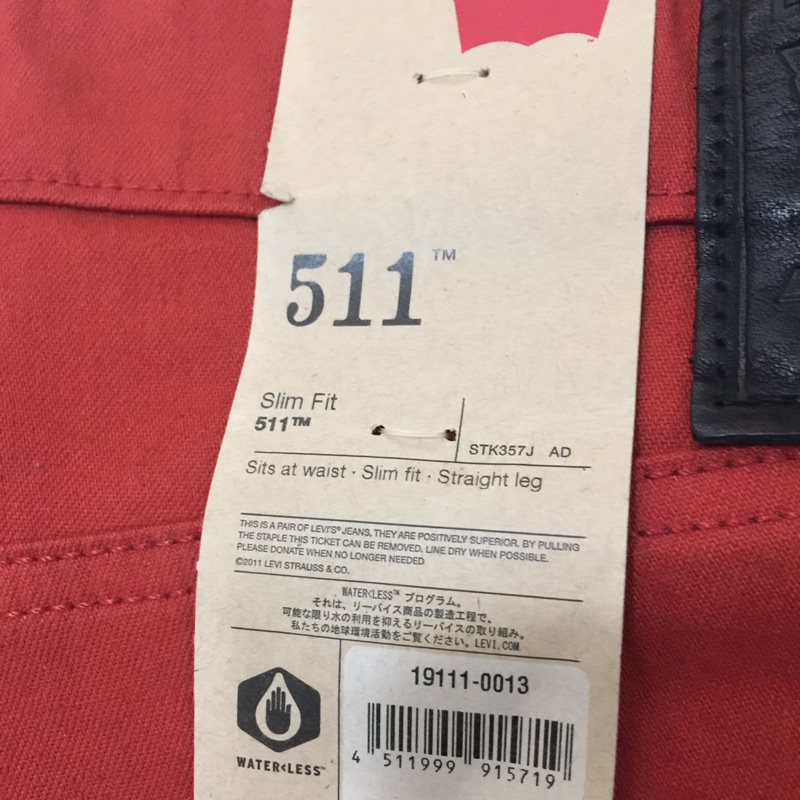 511™
Slim Fit
511™
STK357J AD
Sits at waist · Slim fit · Straight leg
THIS IS A PAIR OF LEVI'S® JEANS, THEY ARE POSITIVELY SUPERIOR. BY PULLING
THE STAPLE THIS TICKET CAN BE REMOVED. LINE DRY WHEN POSSIBLE.
PLEASE DONATE WHEN NO LONGER NEEDED
©2011 LEVI STRAUSS & CO.
WATER<LESS™ プログラム。
それは、リーバイス商品の製造工程で、
可能な限り水の利用を抑えるリーバイスの取り組み。
私たちの地球環境活動をご覧ください。LEVI.COM
19111-0013
4 511999 915719
WATER<LESS™